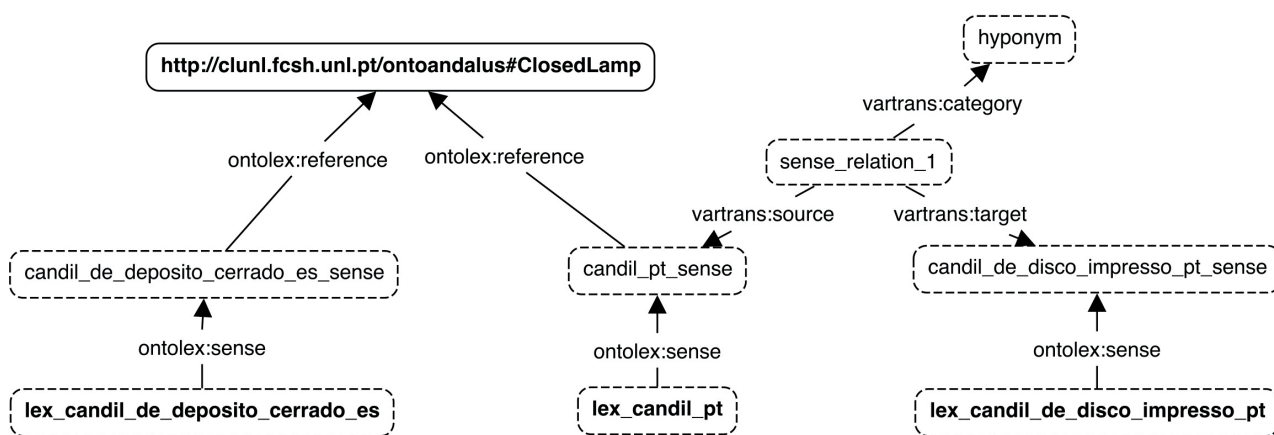 hyponym
http://clunl.fcsh.unl.pt/ontoandalus#ClosedLamp
vartrans:category
ontolex:reference
ontolex:reference
sense_relation_1
vartrans:source
vartrans:target
candil_de_deposito_cerrado_es_sense
candil_pt_sense
candil_de_disco_impresso_pt_sense
ontolex:sense
ontolex:sense
ontolex:sense
lex_candil_de_deposito_cerrado_es
lex_candil_pt
lex_candil_de_disco_impresso_pt